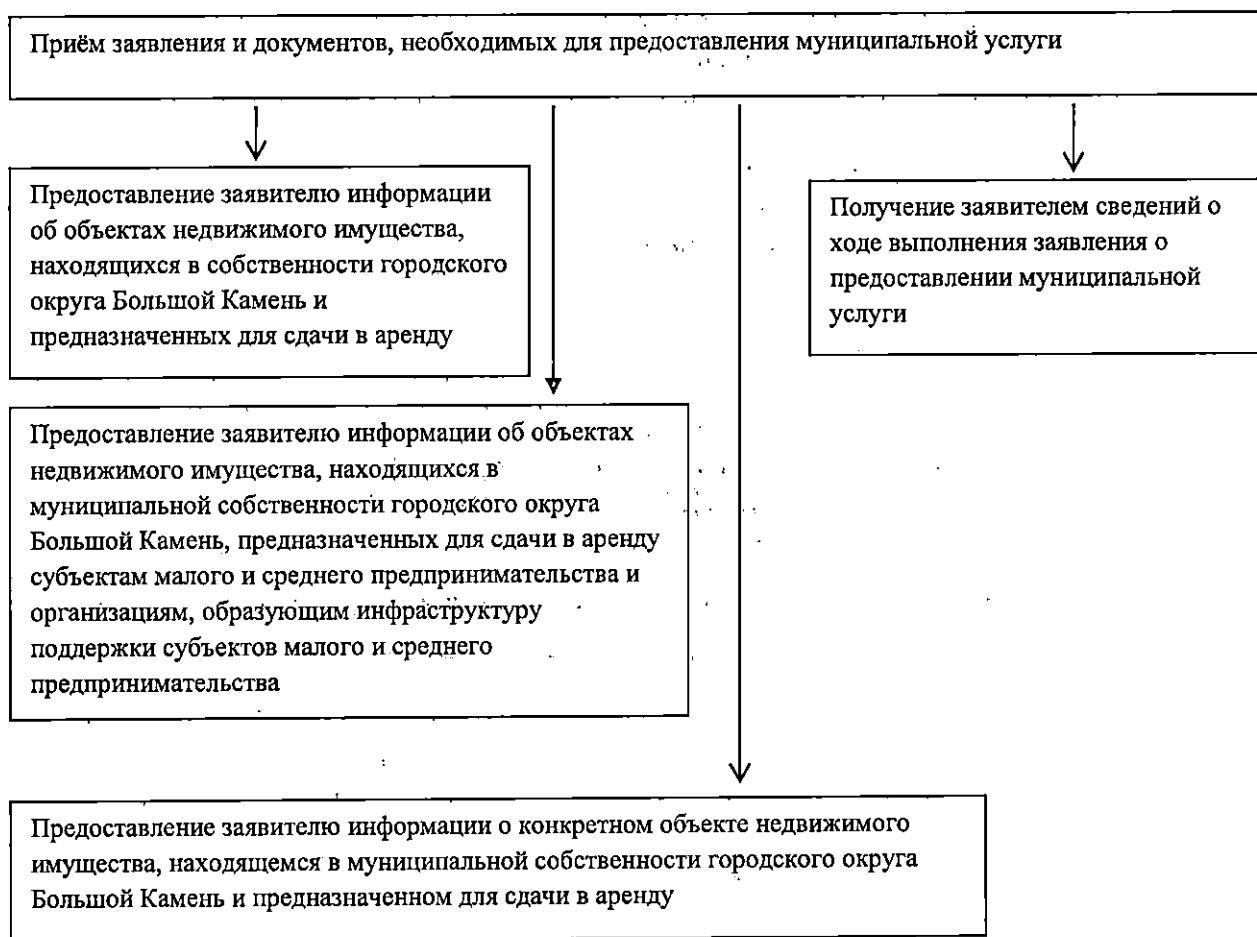 Приём заявления и документов, необходимых для предоставления муниципальной услуги
Предоставление заявителю информации
об объектах недвижимого имущества,
находящихся в собственности городского
округа Большой Камень и
предназначенных для сдачи в аренду
Получение заявителем сведений о
ходе выполнения заявления о
предоставлении муниципальной
услуги
Предоставление заявителю информации об объектах
недвижимого имущества, находящихся в
муниципальной собственности городского округа
Большой Камень, предназначенных для сдачи в аренду
субъектам малого и среднего предпринимательства и
организациям, образующим инфраструктуру
поддержки субъектов малого и среднего
предпринимательства
Предоставление заявителю информации о конкретном объекте недвижимого
имущества, находящемся в муниципальной собственности городского округа
Большой Камень и предназначенном для сдачи в аренду